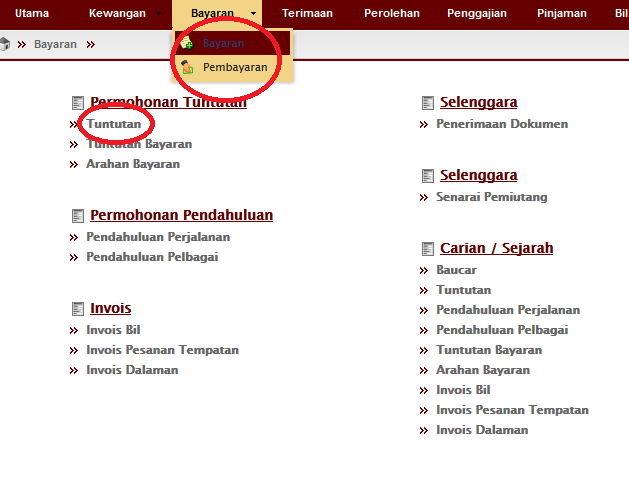 Utama Kewangan Bayaran Terimaan Perolehan Penggajian Pinjaman Bil
Bayaran
Bayaran
Pembayaran
Permohonan Tuntutan
Tuntutan
Tuntutan Bayaran
Arahan Bayaran
Permohonan Pendahuluan
Pendahuluan Perjalanan
Pendahuluan Pelbagai
Invois
Invois Bil
Invois Pesanan Tempatan
Invois Dalaman
Selenggara
Penerimaan Dokumen
Selenggara
Senarai Pemiutang
Carian / Sejarah
Baucar
Tuntutan
Pendahuluan Perjalanan
Pendahuluan Pelbagai
Tuntutan Bayaran
Arahan Bayaran
Invois Bil
Invois Pesanan Tempatan
Invois Dalaman